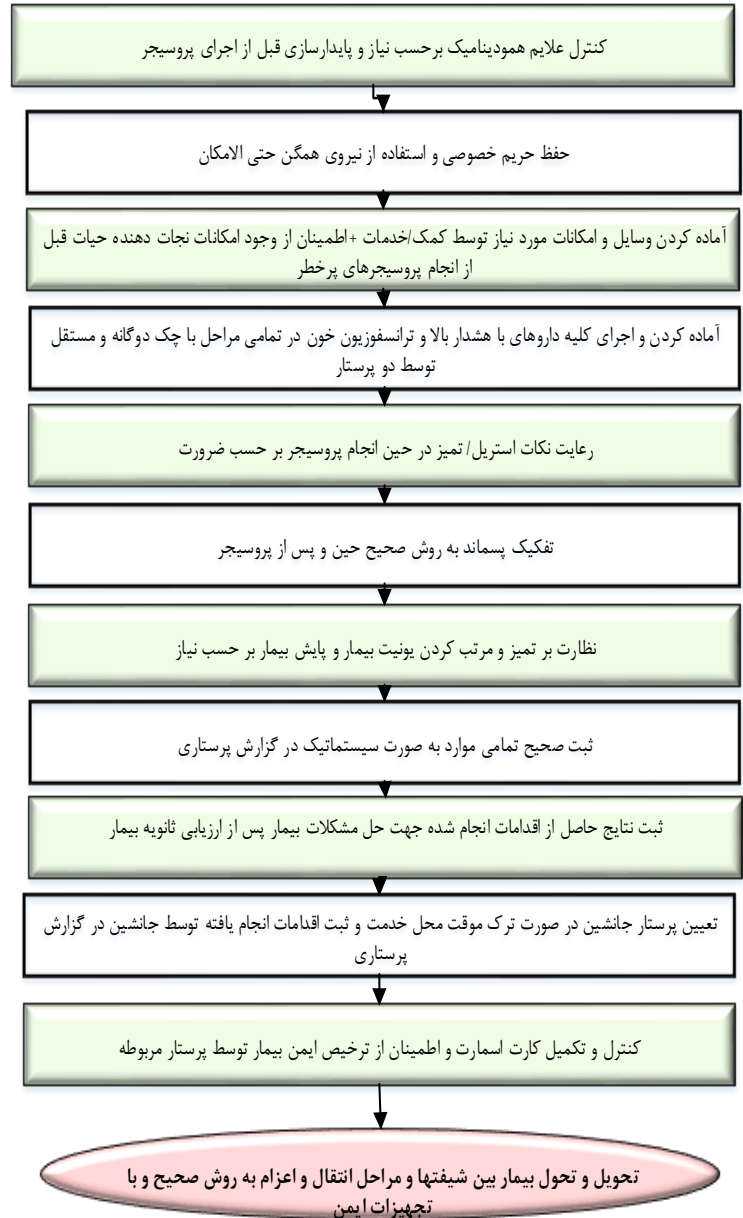 کنترل علایم همودینامیک برحسب نیاز و پایدارسازی قبل از اجرای پروسیجر
حفظ حریم خصوصی و استفاده از نیروی همگن حتی الامکان
آماده کردن وسایل و امکانات مورد نیاز توسط کمک/خدمات +اطمینان از وجود امکانات نجات دهنده حیات قبل
از انجام پروسیجرهای پرخطر
آماده کردن و اجرای کلیه داروهای با هشدار بالا و ترانسفوزیون خون در تمامی مراحل با چک دوگانه و مستقل
توسط دو پرستار
رعایت نکات استریل/ تمیز در حین انجام پروسیجر بر حسب ضرورت
تفکیک پسماند به روش صحیح حین و پس از پروسیجر
نظارت بر تمیز و مرتب کردن یونیت بیمار و پایش بیمار بر حسب نیاز
ثبت صحیح تمامی موارد به صورت سیستماتیک در گزارش پرستاری
ثبت نتایج حاصل از اقدامات انجام شده جهت حل مشکلات بیمار پس از ارزیابی ثانویه بیمار
تعیین پرستار جانشین در صورت ترک موقت محل خدمت و ثبت اقدامات انجام یافته توسط جانشین در گزارش
پرستاری
کنترل و تکمیل کارت اسمارت و اطمینان از ترخیص ایمن بیمار توسط پرستار مربوطه
تحویل و تحول بیمار بین شیفتها و مراحل انتقال و اعزام به روش صحیح و با
تجهیزات ایمن